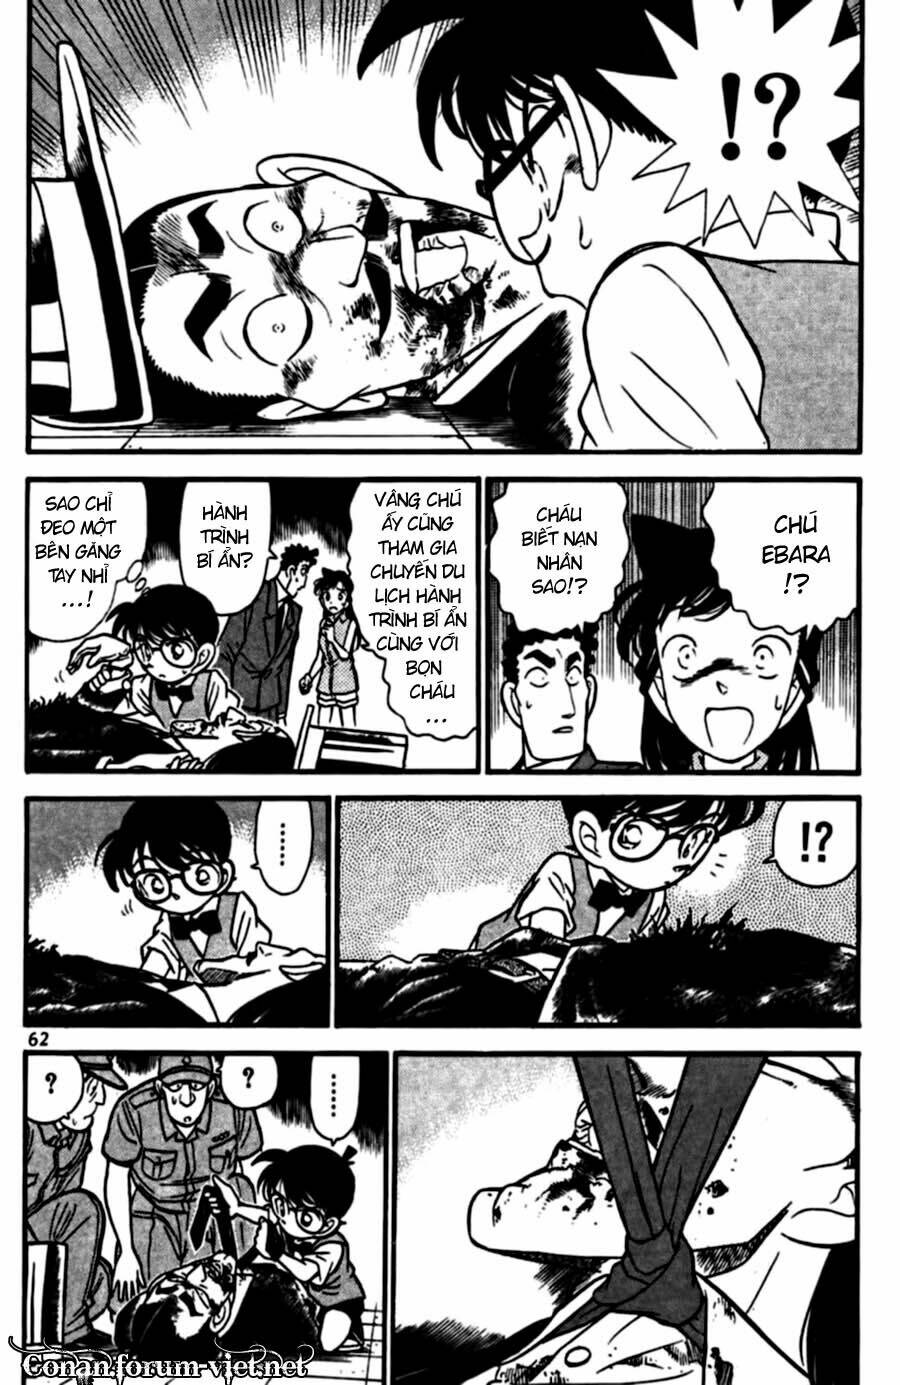 !?
CHÚ
EBARA
!?
CHÁU
BIẾT NẠN
NHÂN
SAO!?
VÂNG CHÚ
ẤY CŨNG
THAM GIA
CHUYẾN DU
LỊCH HÀNH
TRÌNH BÍ ẨN
CÙNG VỚI
BỌN
CHÁU
...
HÀNH
TRÌNH
BÍ ẨN?
SAO CHỈ
ĐEO MỘT
BÊN GĂNG
TAY NHỈ
...!
!?
......
62
......
?
?
Conan.forum-viet.net